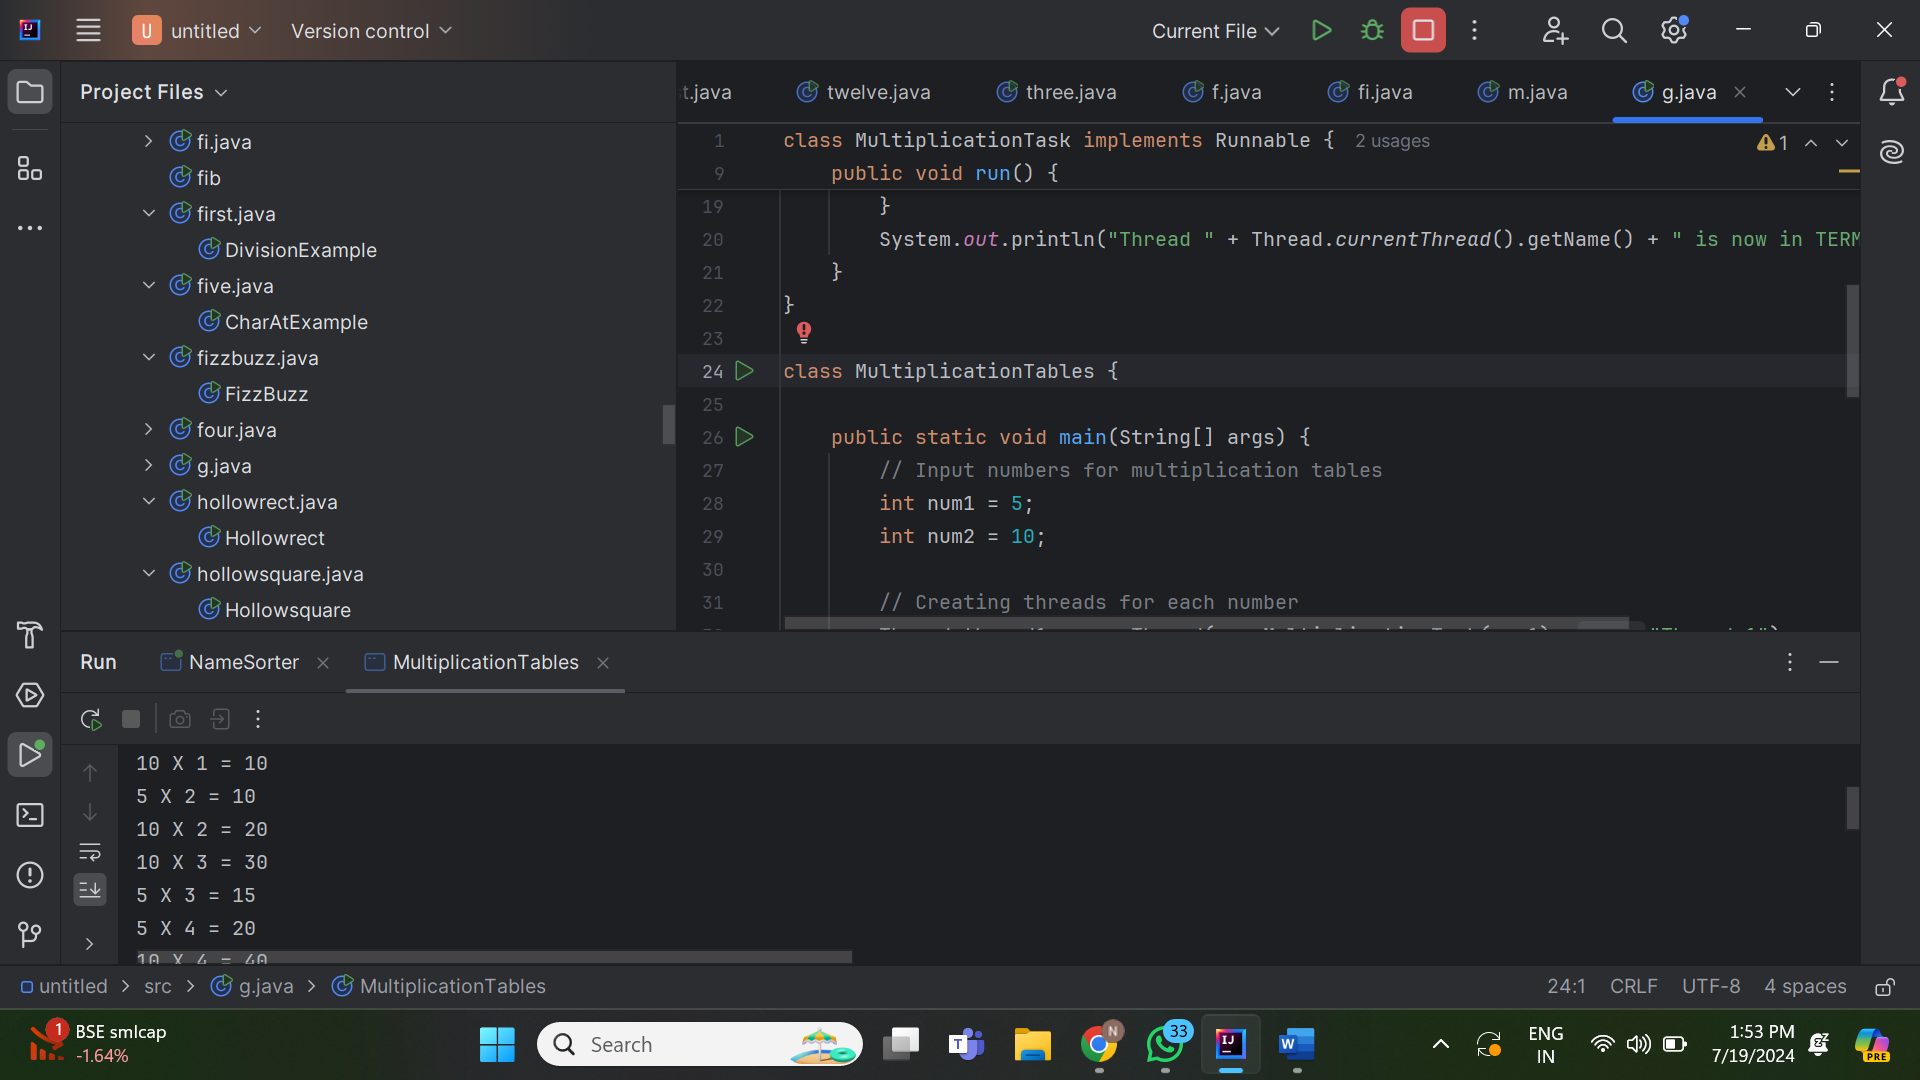 U untitled Version control Current File
Project Files
t.java twelve.java three.java f.java fi.java m.java g.java
fi.java
fib
first.java
DivisionExample
five.java
CharAtExample
fizzbuzz.java
FizzBuzz
four.java
g.java
hollowrect.java
Hollowrect
hollowsquare.java
Hollowsquare
1 class MultiplicationTask implements Runnable { 2 usages
1
9 public void run() {
19 }
20 System.out.println("Thread " + Thread.currentThread().getName() + " is now in TERM
21 }
22 }
23
24 class MultiplicationTables {
25
26 public static void main(String[] args) {
27 // Input numbers for multiplication tables
28 int num1 = 5;
29 int num2 = 10;
30
31 // Creating threads for each number
Run NameSorter MultiplicationTables
10 X 1 = 10
5 X 2 = 10
10 X 2 = 20
10 X 3 = 30
5 X 3 = 15
5 X 4 = 20
10 X 4 = 40
untitled > src > g.java > MultiplicationTables 24:1 CRLF UTF-8 4 spaces
1 BSE smlcap
-1.64%
Search
T
N
33
IJ
W
ENG
IN
1:53 PM
7/19/2024
PRE